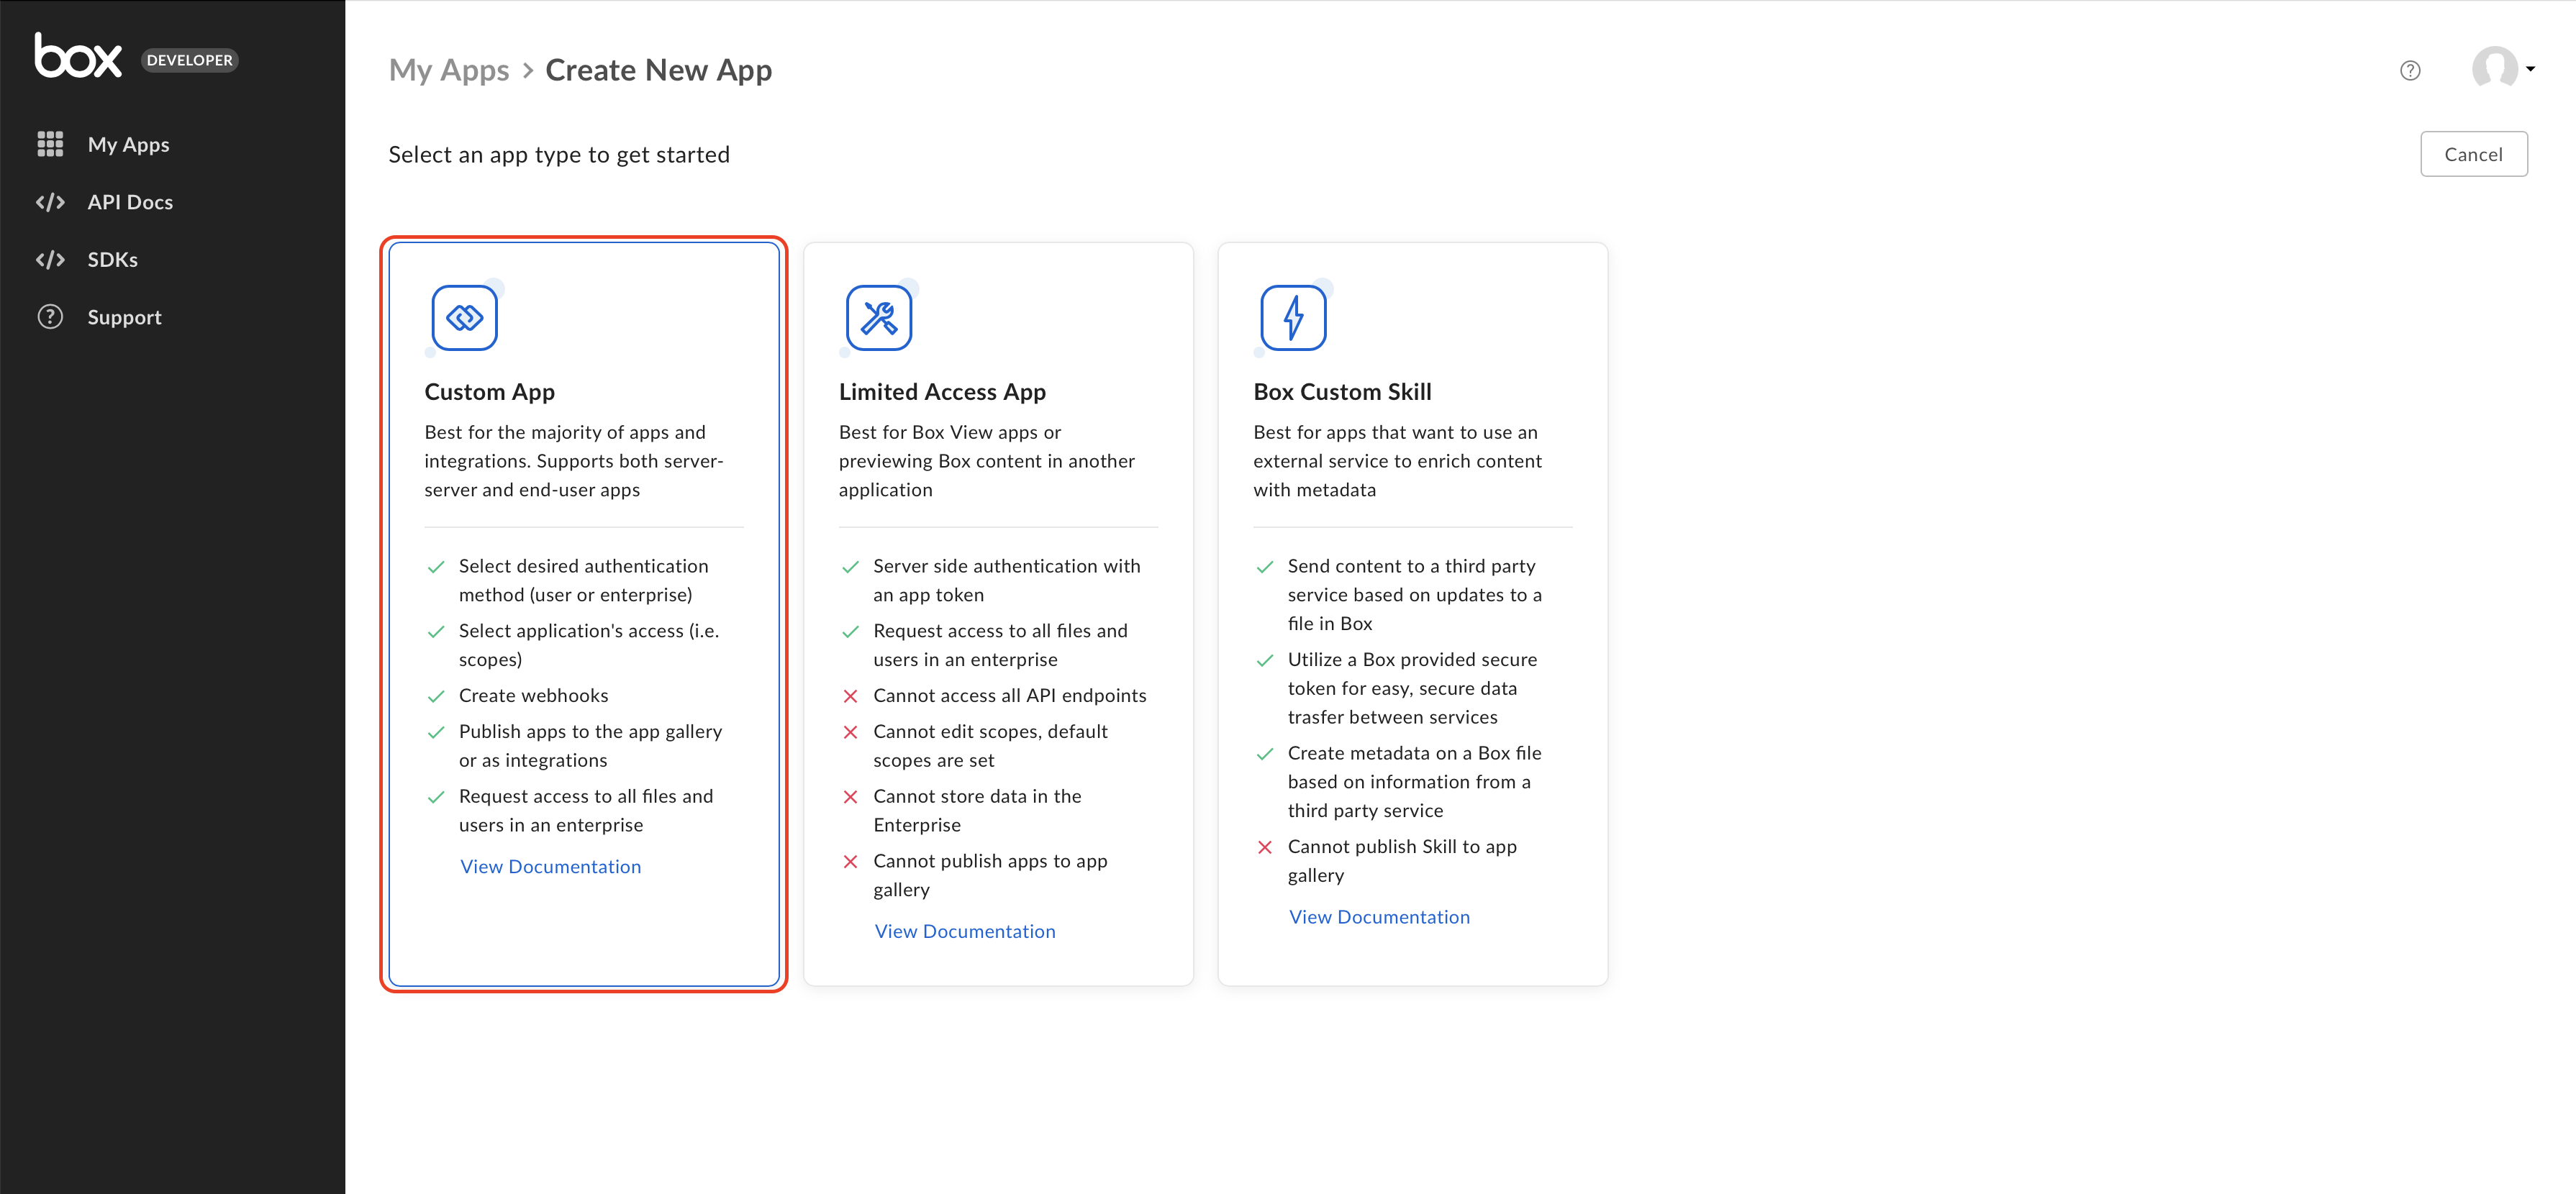 box DEVELOPER
My Apps
API Docs
SDKs
Support
My Apps > Create New App
Select an app type to get started
Cancel
Custom App
Best for the majority of apps and
integrations. Supports both server-
server and end-user apps
Select desired authentication
method (user or enterprise)
Select application's access (i.e.
scopes)
Create webhooks
Publish apps to the app gallery
or as integrations
Request access to all files and
users in an enterprise
View Documentation
Limited Access App
Best for Box View apps or
previewing Box content in another
application
Server side authentication with
an app token
Request access to all files and
users in an enterprise
Cannot access all API endpoints
Cannot edit scopes, default
scopes are set
Cannot store data in the
Enterprise
Cannot publish apps to app
gallery
View Documentation
Box Custom Skill
Best for apps that want to use an
external service to enrich content
with metadata
Send content to a third party
service based on updates to a
file in Box
Utilize a Box provided secure
token for easy, secure data
trasfer between services
Create metadata on a Box file
based on information from a
third party service
Cannot publish Skill to app
gallery
View Documentation